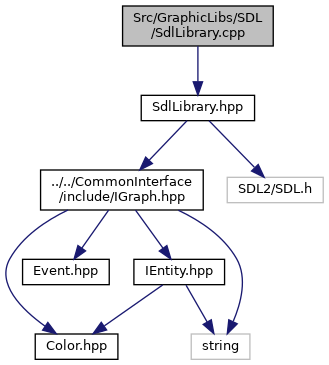 Src/GraphicLibs/SDL
/SdlLibrary.cpp
SdlLibrary.hpp
../../CommonInterface
/include/IGraph.hpp
SDL2/SDL.h
Event.hpp
IEntity.hpp
Color.hpp
string